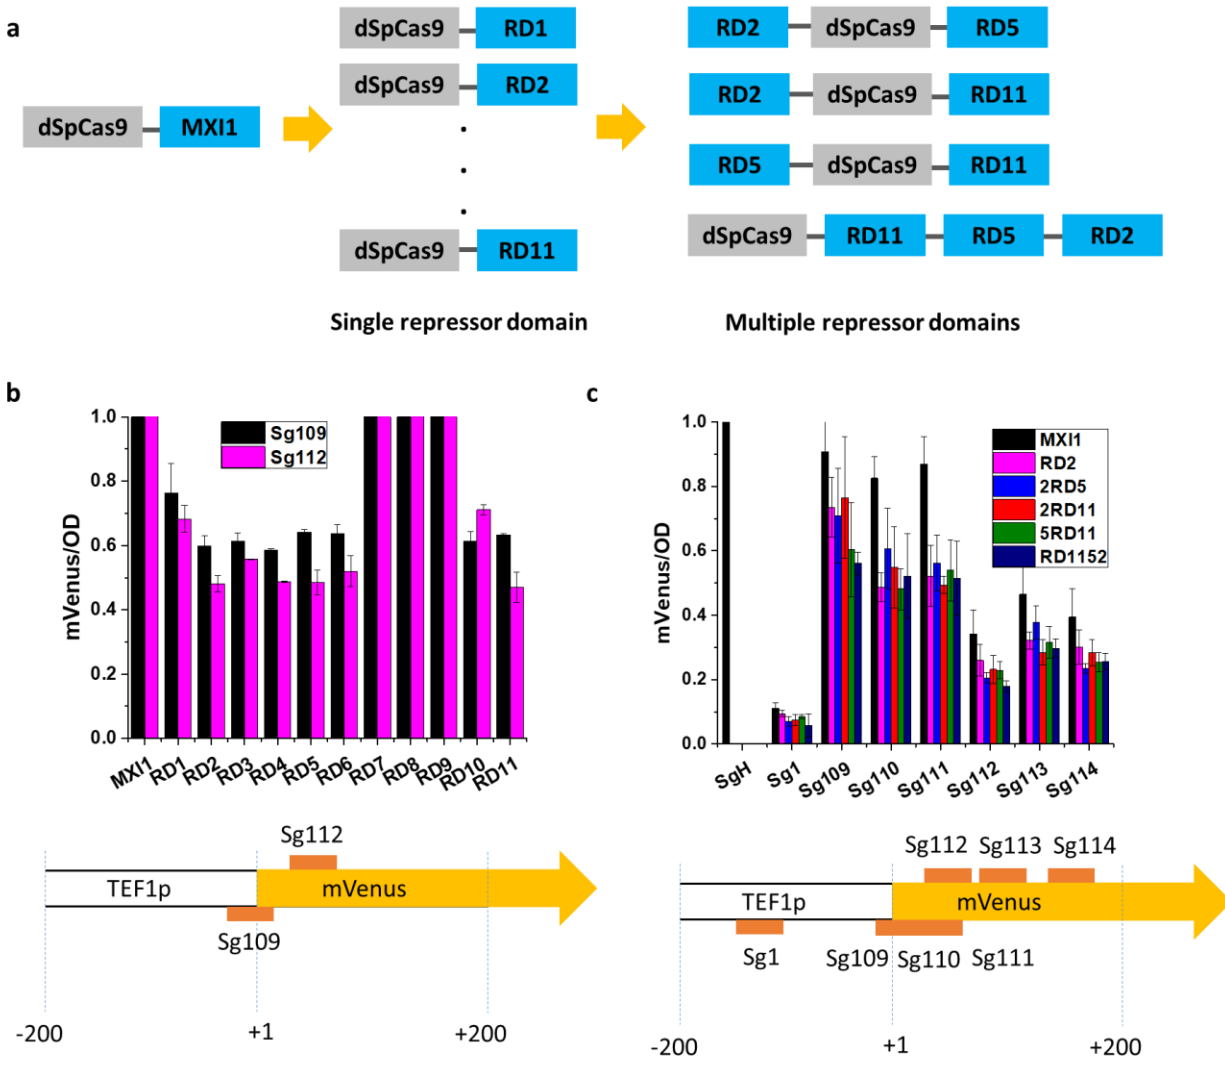 a
dSpCas9 MXI1
dSpCas9 RD1
dSpCas9 RD2
dSpCas9 RD11
Single repressor domain
RD2 dSpCas9 RD5
RD2 dSpCas9 RD11
RD5 dSpCas9 RD11
dSpCas9 RD11 RD5 RD2
Multiple repressor domains
b
mVenus/OD
1.0
0.8
0.6
0.4
0.2
0.0
Sg109
Sg112
MXI1 RD1 RD2 RD3 RD4 RD5 RD6 RD7 RD8 RD9 RD10 RD11
Sg112
TEF1p mVenus
Sg109
-200 +1 +200
c
mVenus/OD
1.0
0.8
0.6
0.4
0.2
0.0
MXI1
RD2
2RD5
2RD11
5RD11
RD1152
SgH Sg1 Sg109 Sg110 Sg111 Sg112 Sg113 Sg114
Sg112 Sg113 Sg114
TEF1p mVenus
Sg1 Sg109 Sg110 Sg111
-200 +1 +200